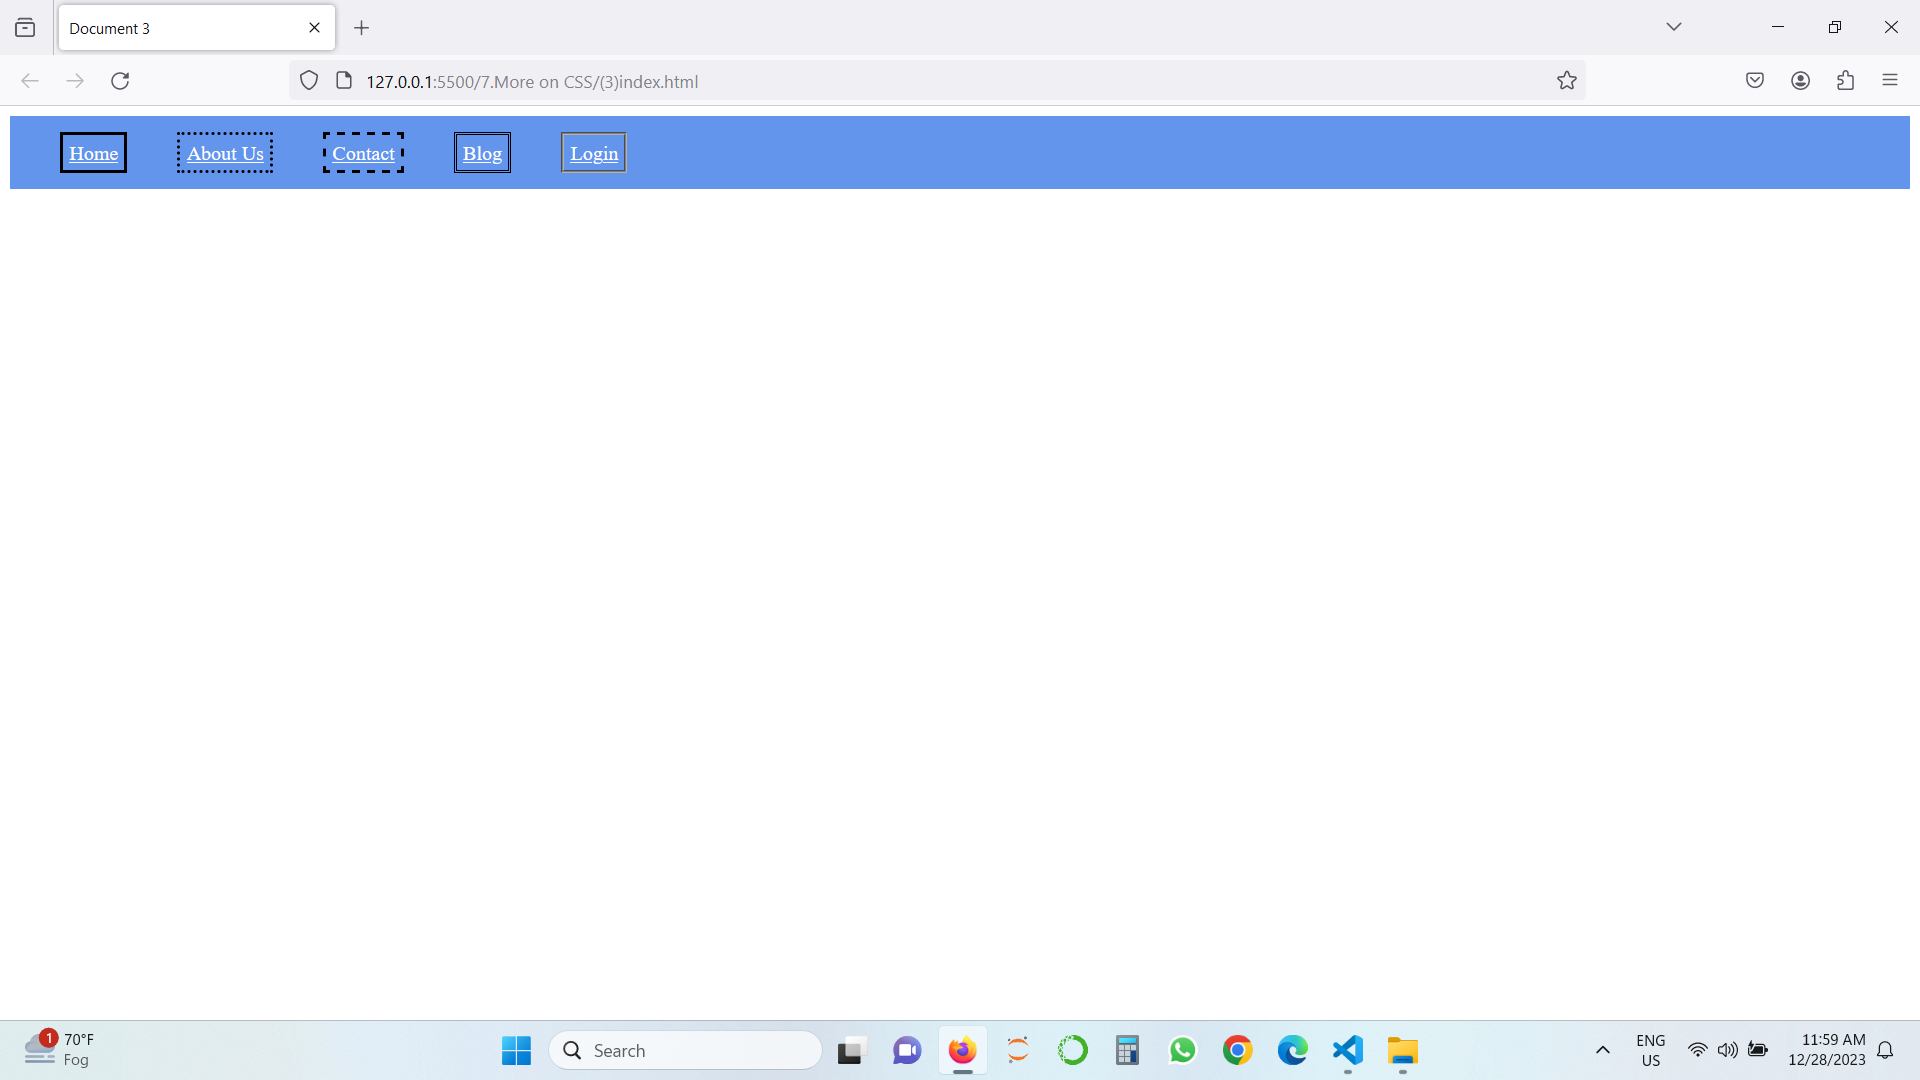 Document 3
127.0.0.1:5500/7.More on CSS/(3)index.html
Home About Us Contact Blog Login
1
70°F
Fog
Search
ENG
US
11:59 AM
12/28/2023